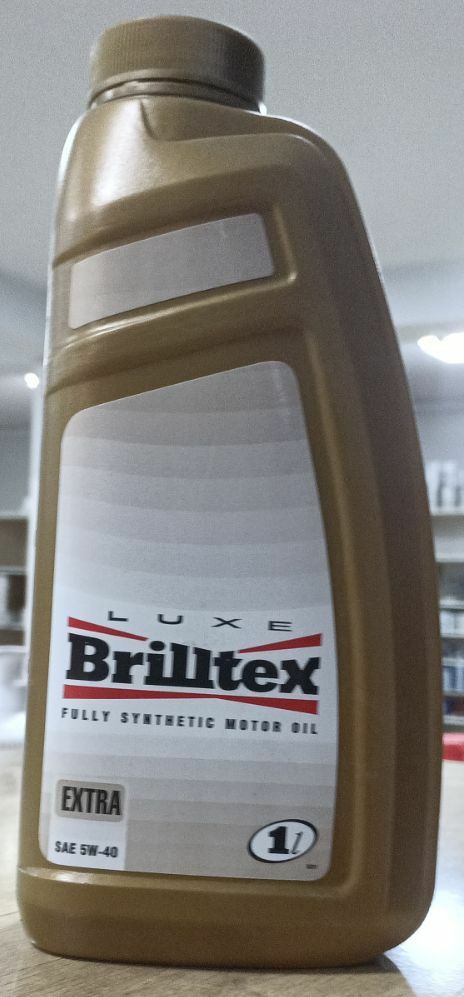 LUXE
Brilltex
FULLY SYNTHETIC MOTOR OIL
EXTRA
SAE 5W-40
1l